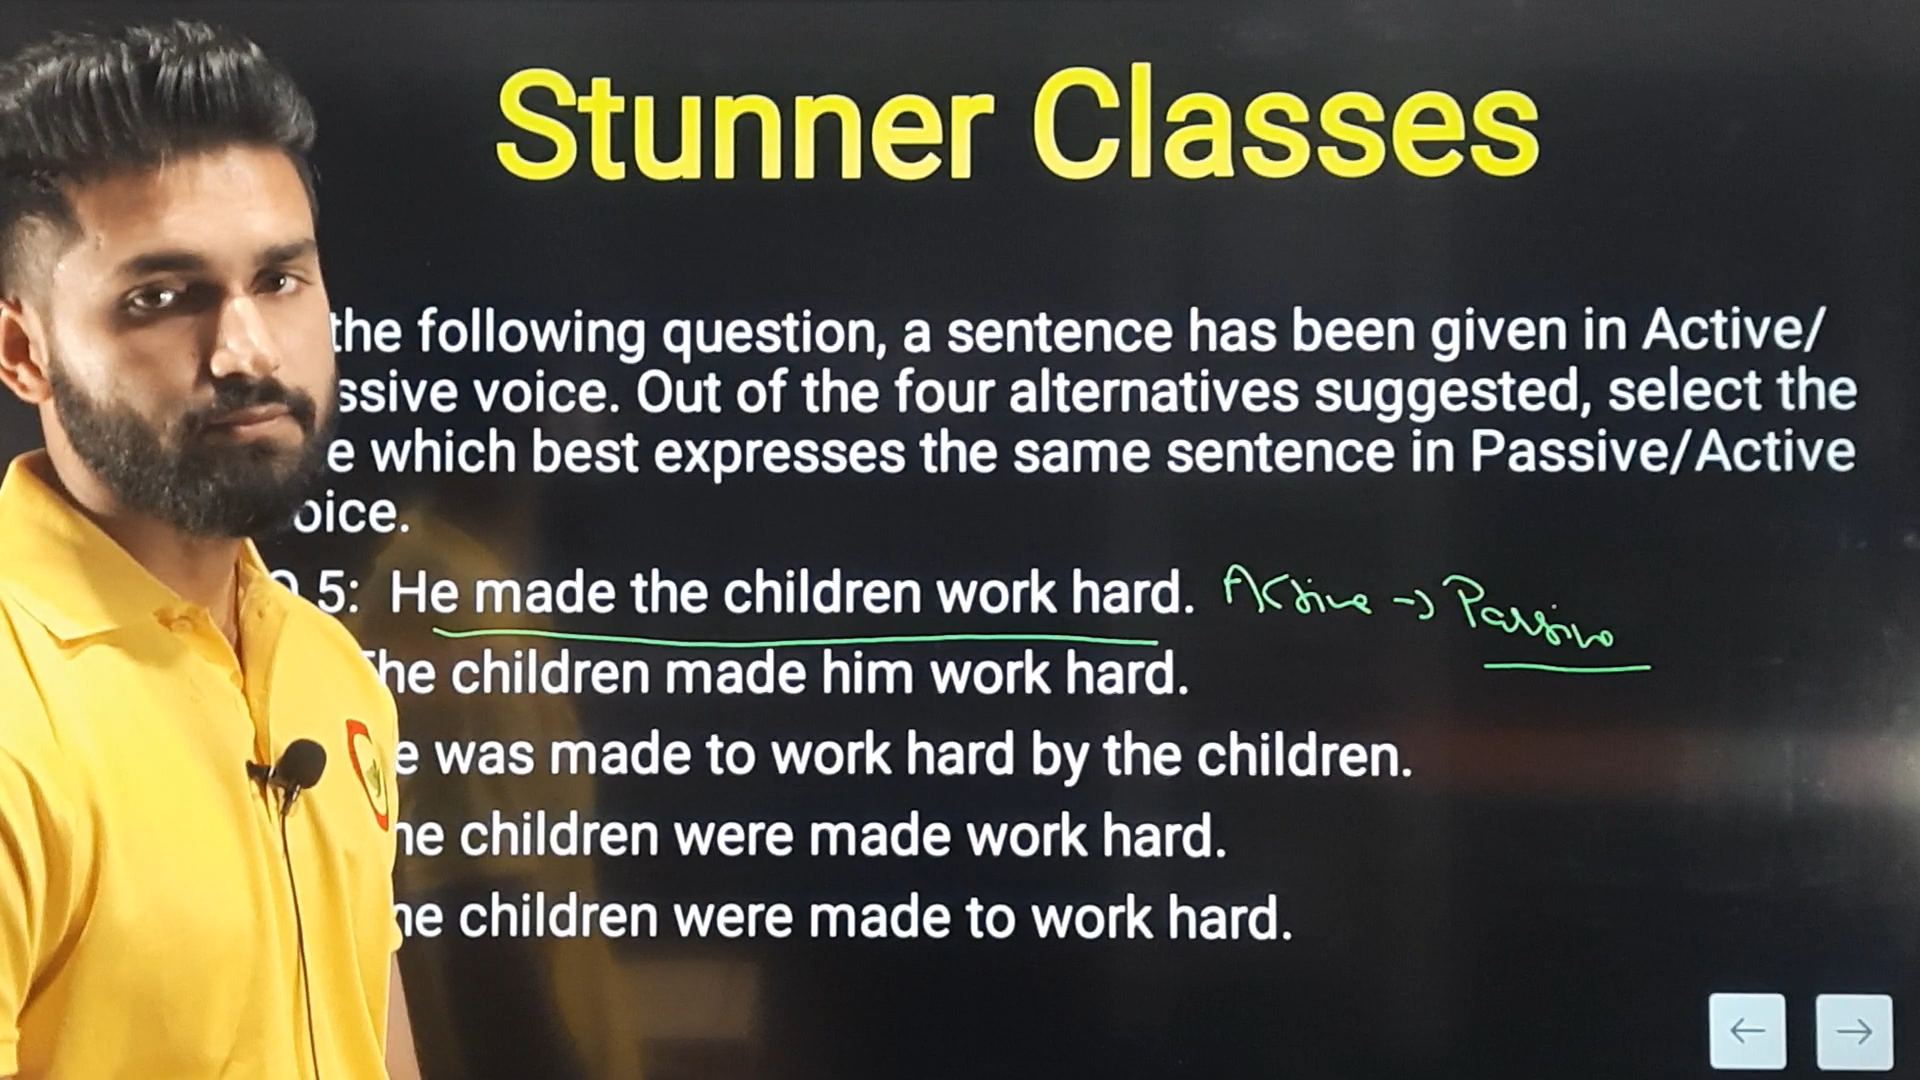 Stunner Classes
the following question, a sentence has been given in Active/
ssive voice. Out of the four alternatives suggested, select the
e which best expresses the same sentence in Passive/Active
oice.
5: He made the children work hard. Active → Passive
The children made him work hard.
e was made to work hard by the children.
he children were made work hard.
he children were made to work hard.
← →